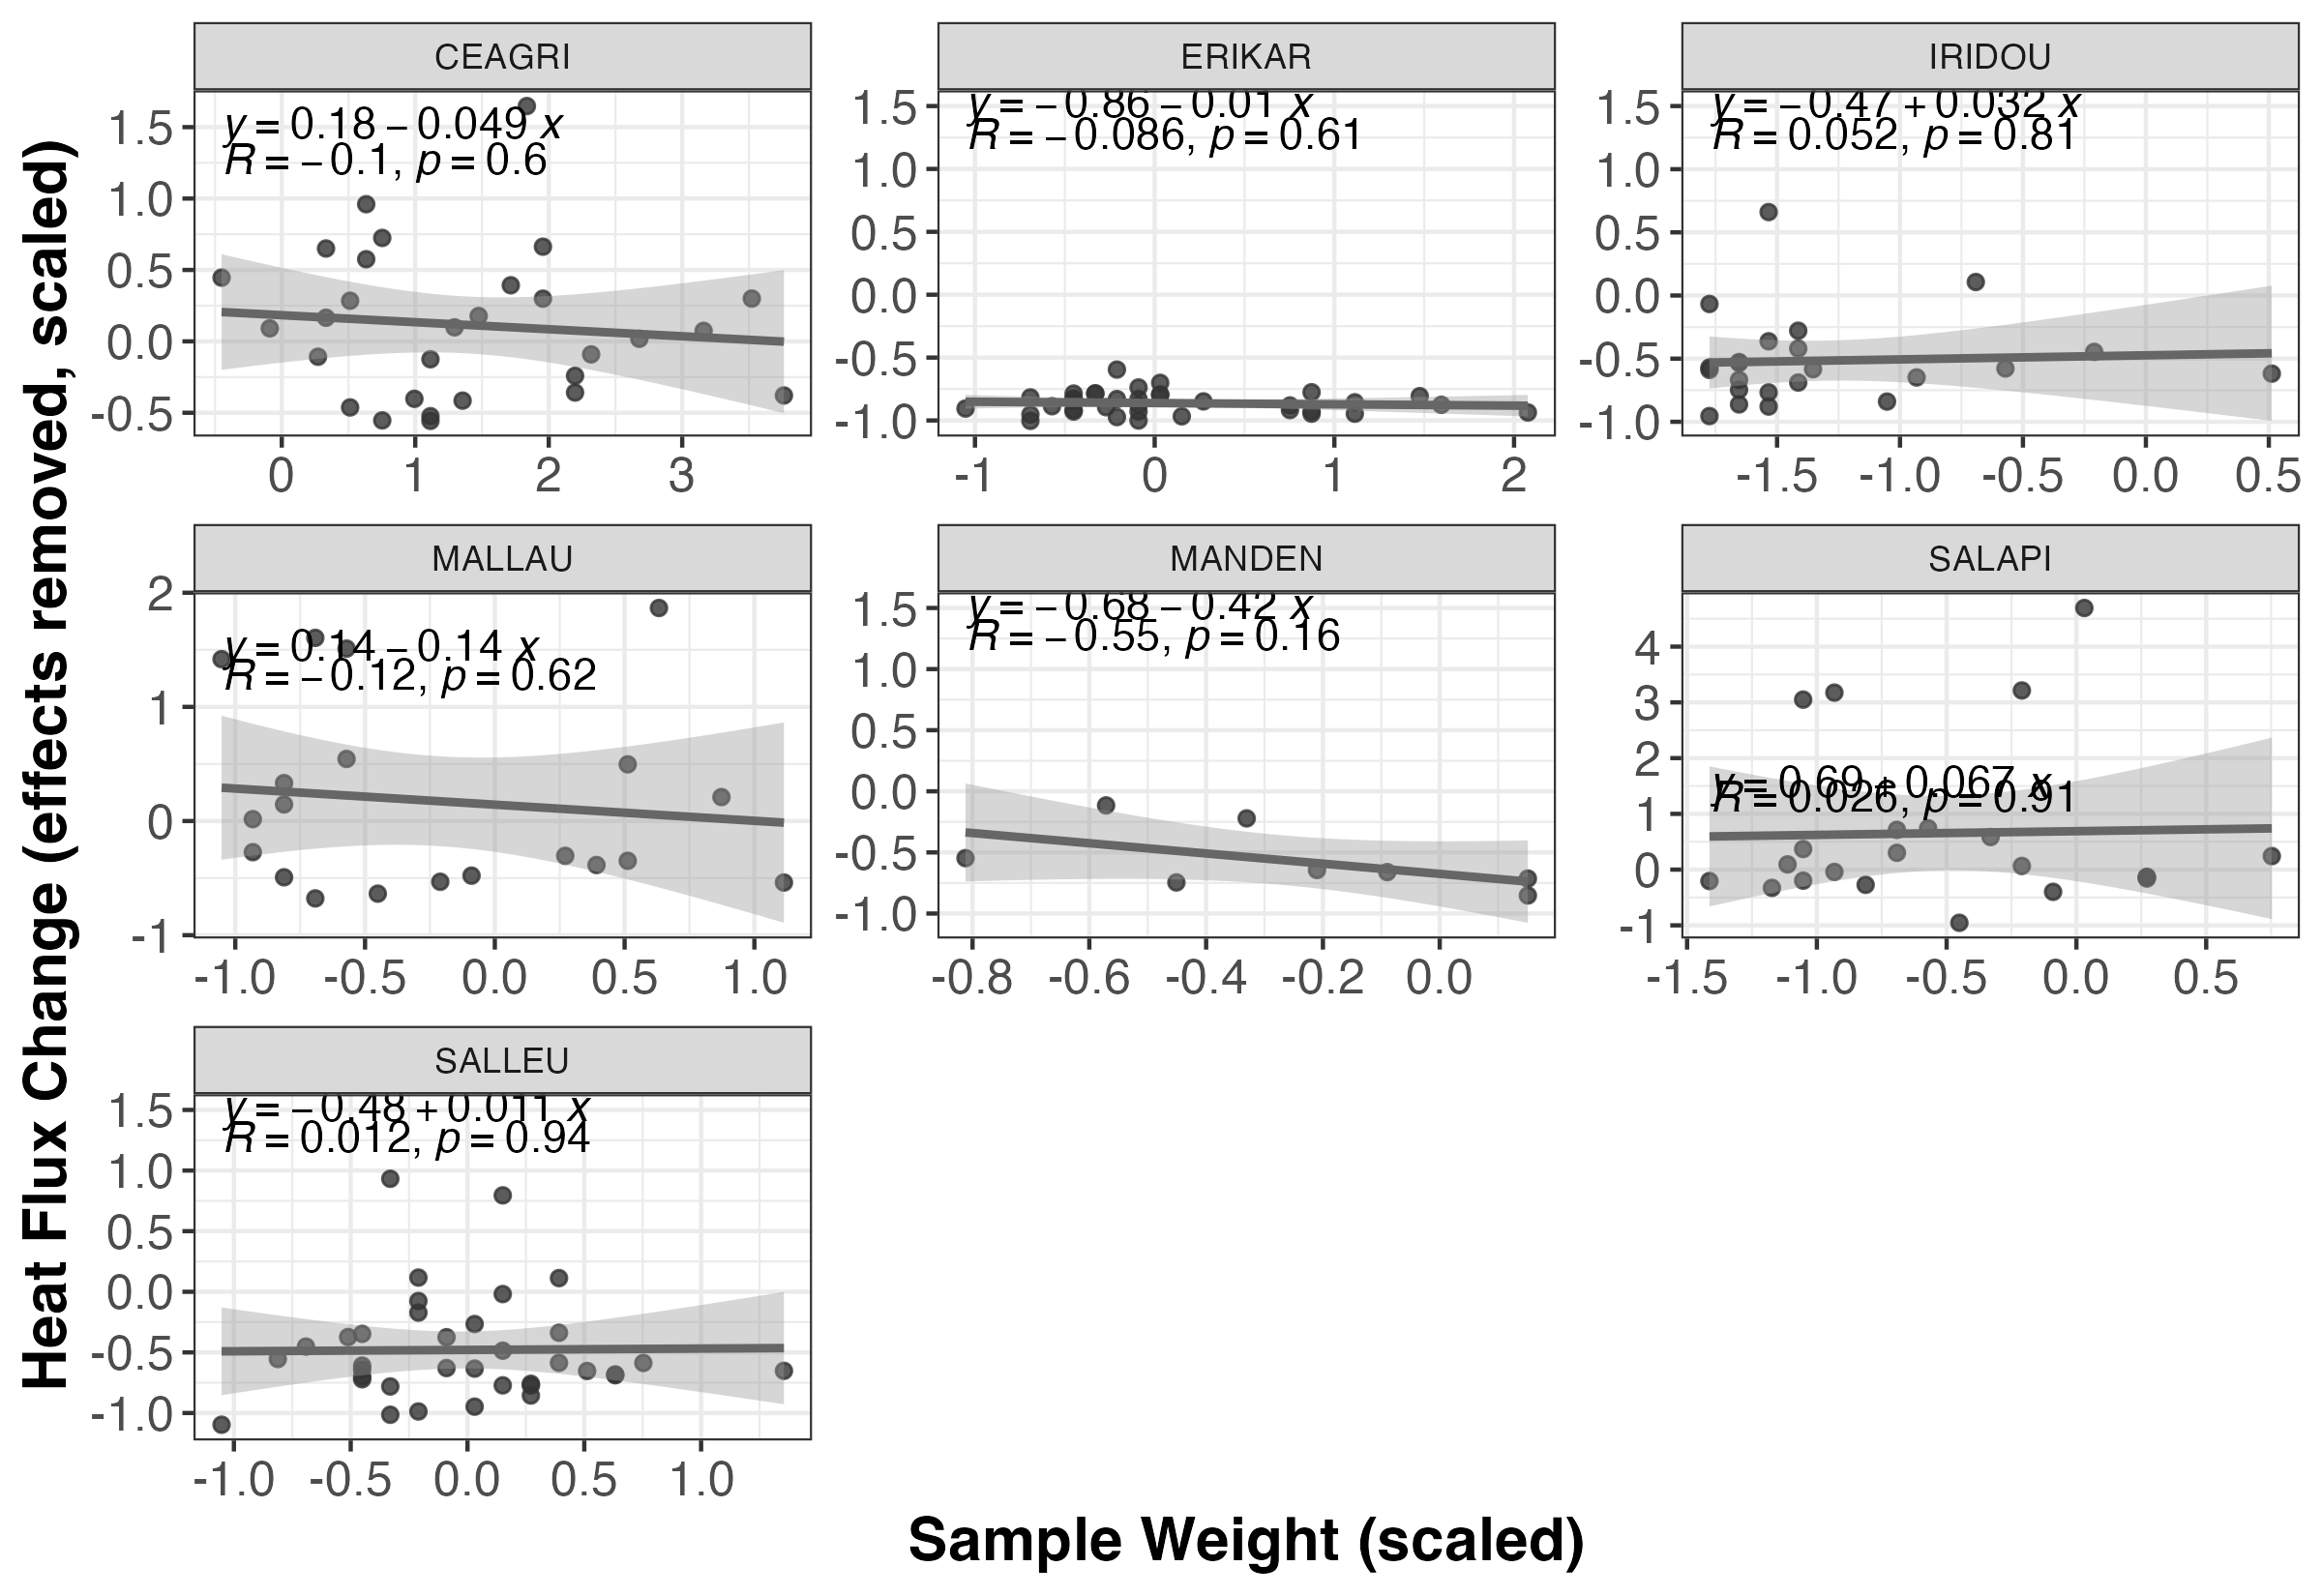 Heat Flux Change (effects removed, scaled)
CEAGRI
y = 0.18 − 0.049 x
R = −0.1, p = 0.6
1.5
1.0
0.5
0.0
-0.5
0 1 2 3
ERIKAR
y = −0.86 − 0.01 x
R = −0.086, p = 0.61
1.5
1.0
0.5
0.0
-0.5
-1.0
-1 0 1 2
IRIDOU
y = −0.47 + 0.032 x
R = 0.052, p = 0.81
1.5
1.0
0.5
0.0
-0.5
-1.0
-1.5 -1.0 -0.5 0.0 0.5
MALLAU
y = 0.14 − 0.14 x
R = −0.12, p = 0.62
2
1
0
-1
-1.0 -0.5 0.0 0.5 1.0
MANDEN
y = −0.68 − 0.42 x
R = −0.55, p = 0.16
1.5
1.0
0.5
0.0
-0.5
-1.0
-0.8 -0.6 -0.4 -0.2 0.0
SALAPI
y = 0.69 + 0.067 x
R = 0.026, p = 0.91
4
3
2
1
0
-1
-1.5 -1.0 -0.5 0.0 0.5
SALLEU
y = −0.48 + 0.011 x
R = 0.012, p = 0.94
1.5
1.0
0.5
0.0
-0.5
-1.0
-1.0 -0.5 0.0 0.5 1.0
Sample Weight (scaled)